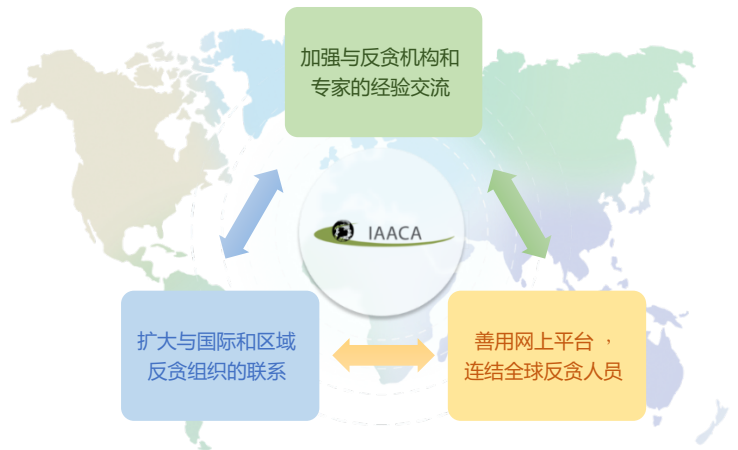 加强与反贪机构和
专家的经验交流
IAACA
扩大与国际和区域
反贪组织的联系
善用网上平台，
连结全球反贪人员